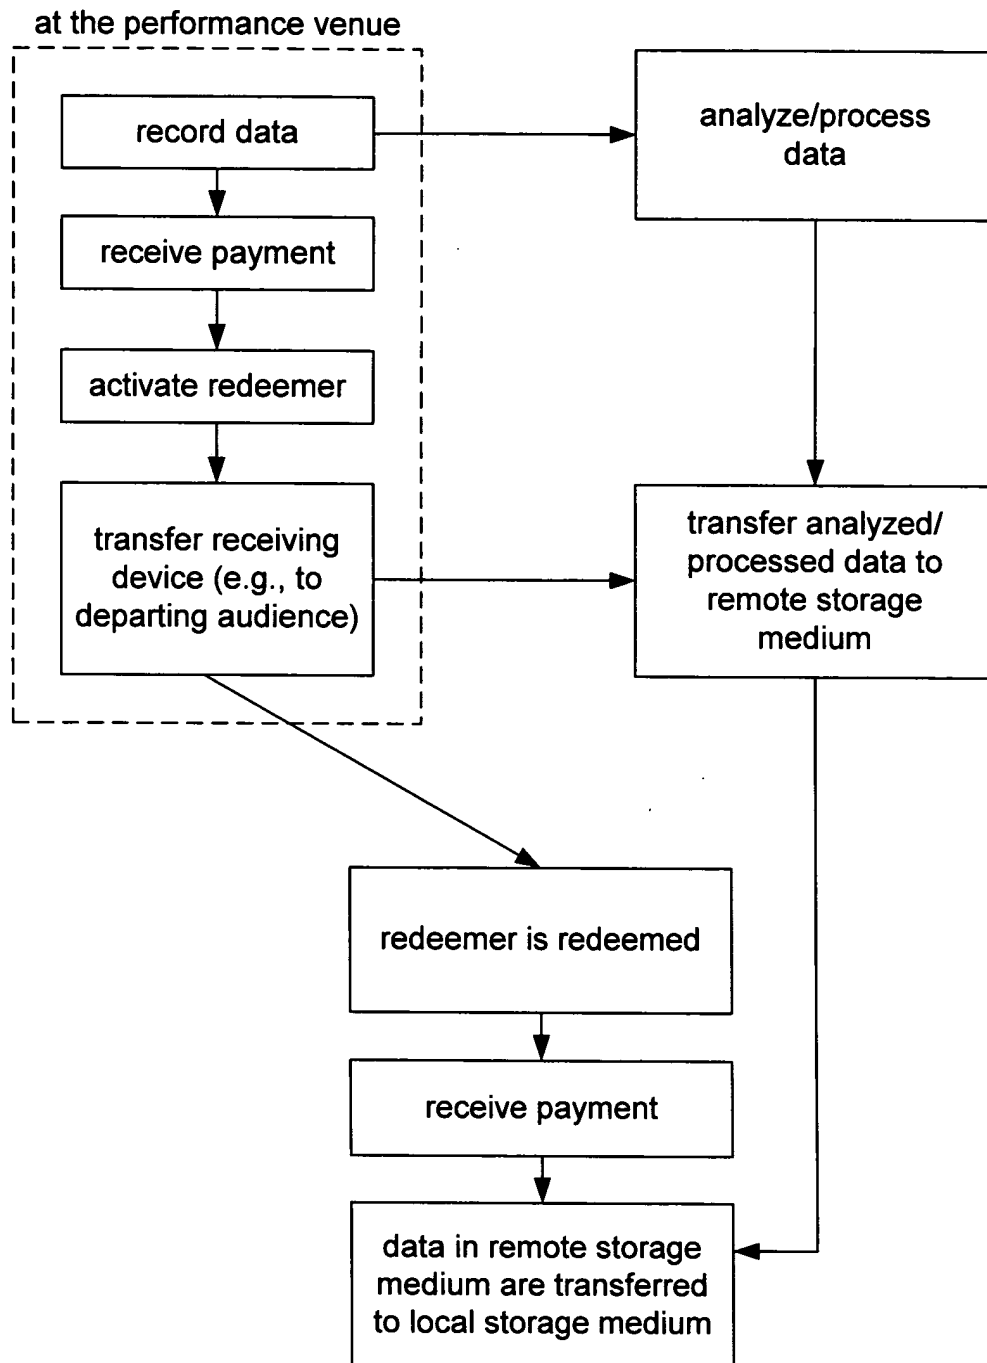 at the performance venue
record data
receive payment
activate redeemer
transfer receiving
device (e.g., to
departing audience)
analyze/process
data
transfer analyzed/
processed data to
remote storage
medium
redeemer is redeemed
receive payment
data in remote storage
medium are transferred
to local storage medium